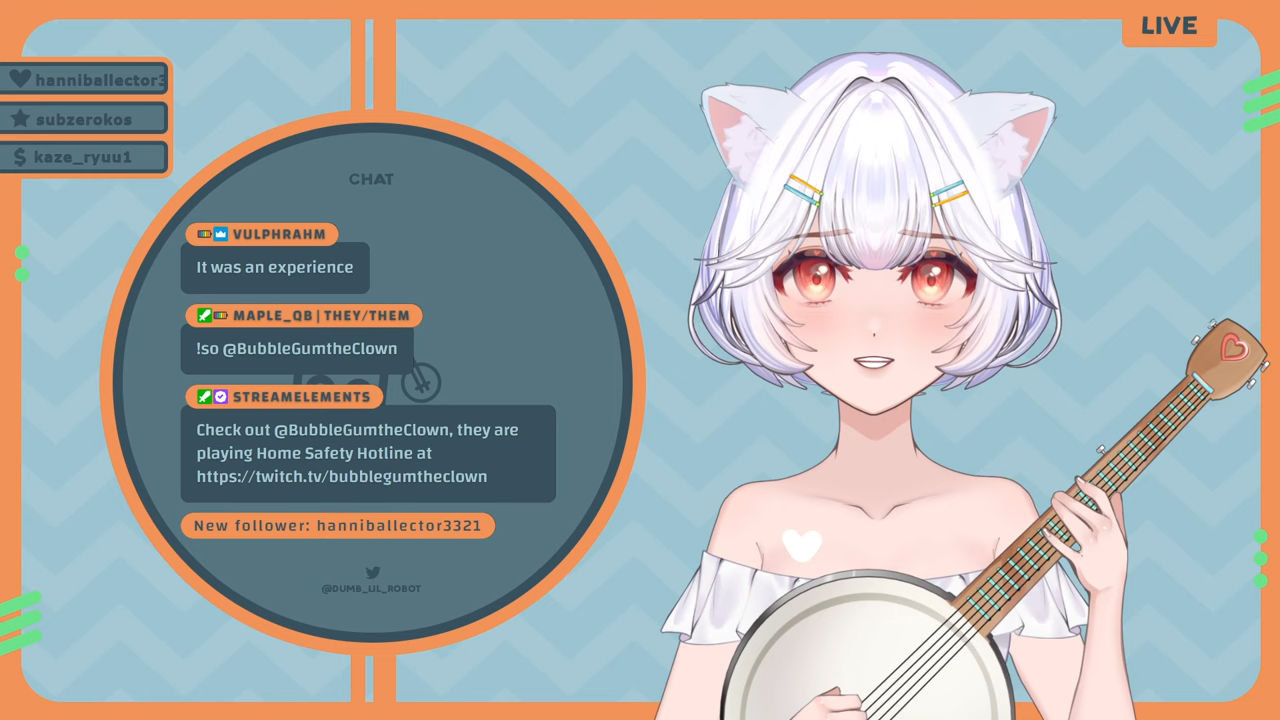 LIVE
hanniballector3
subzerokos
$ kaze_ryuu1
CHAT
VULPHRAHM
It was an experience
MAPLE_QB | THEY/THEM
!so @BubbleGumtheClown
STREAMELEMENTS
Check out @BubbleGumtheClown, they are
playing Home Safety Hotline at
https://twitch.tv/bubblegumtheclown
New follower: hanniballector3321
@DUMB_LIL_ROBOT